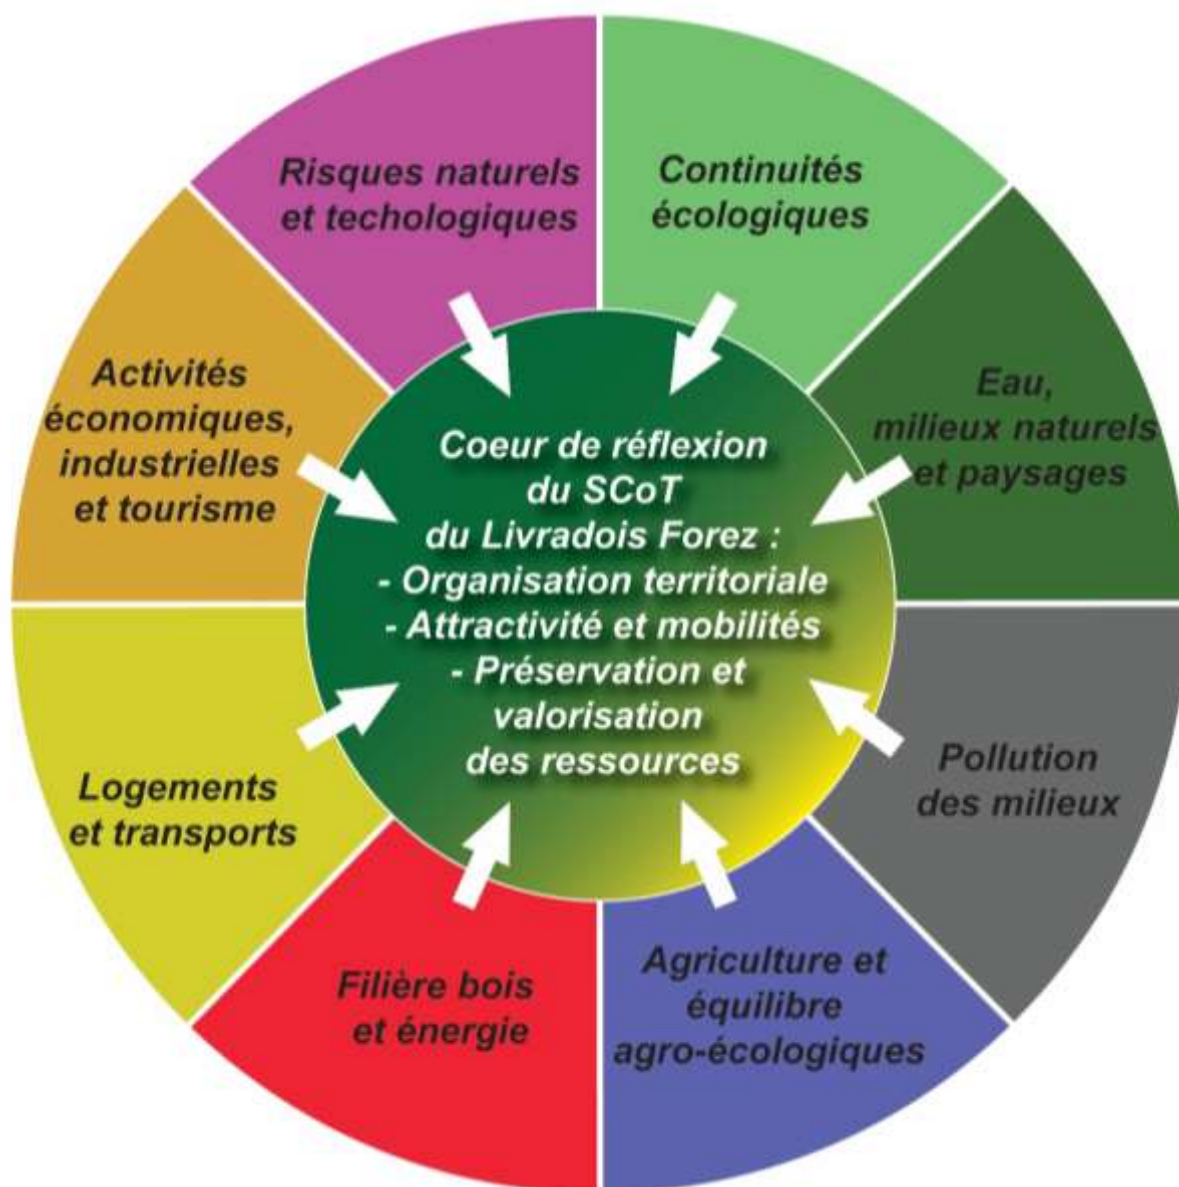 Risques naturels
et techologiques
Continuités
écologiques
Activités
économiques,
industrielles
et tourisme
Eau,
milieux naturels
et paysages
Coeur de réflexion
du SCoT
du Livradois Forez :
- Organisation territoriale
- Attractivité et mobilités
- Préservation et
valorisation
des ressources
Logements
et transports
Pollution
des milieux
Filière bois
et énergie
Agriculture et
équilibre
agro-écologiques